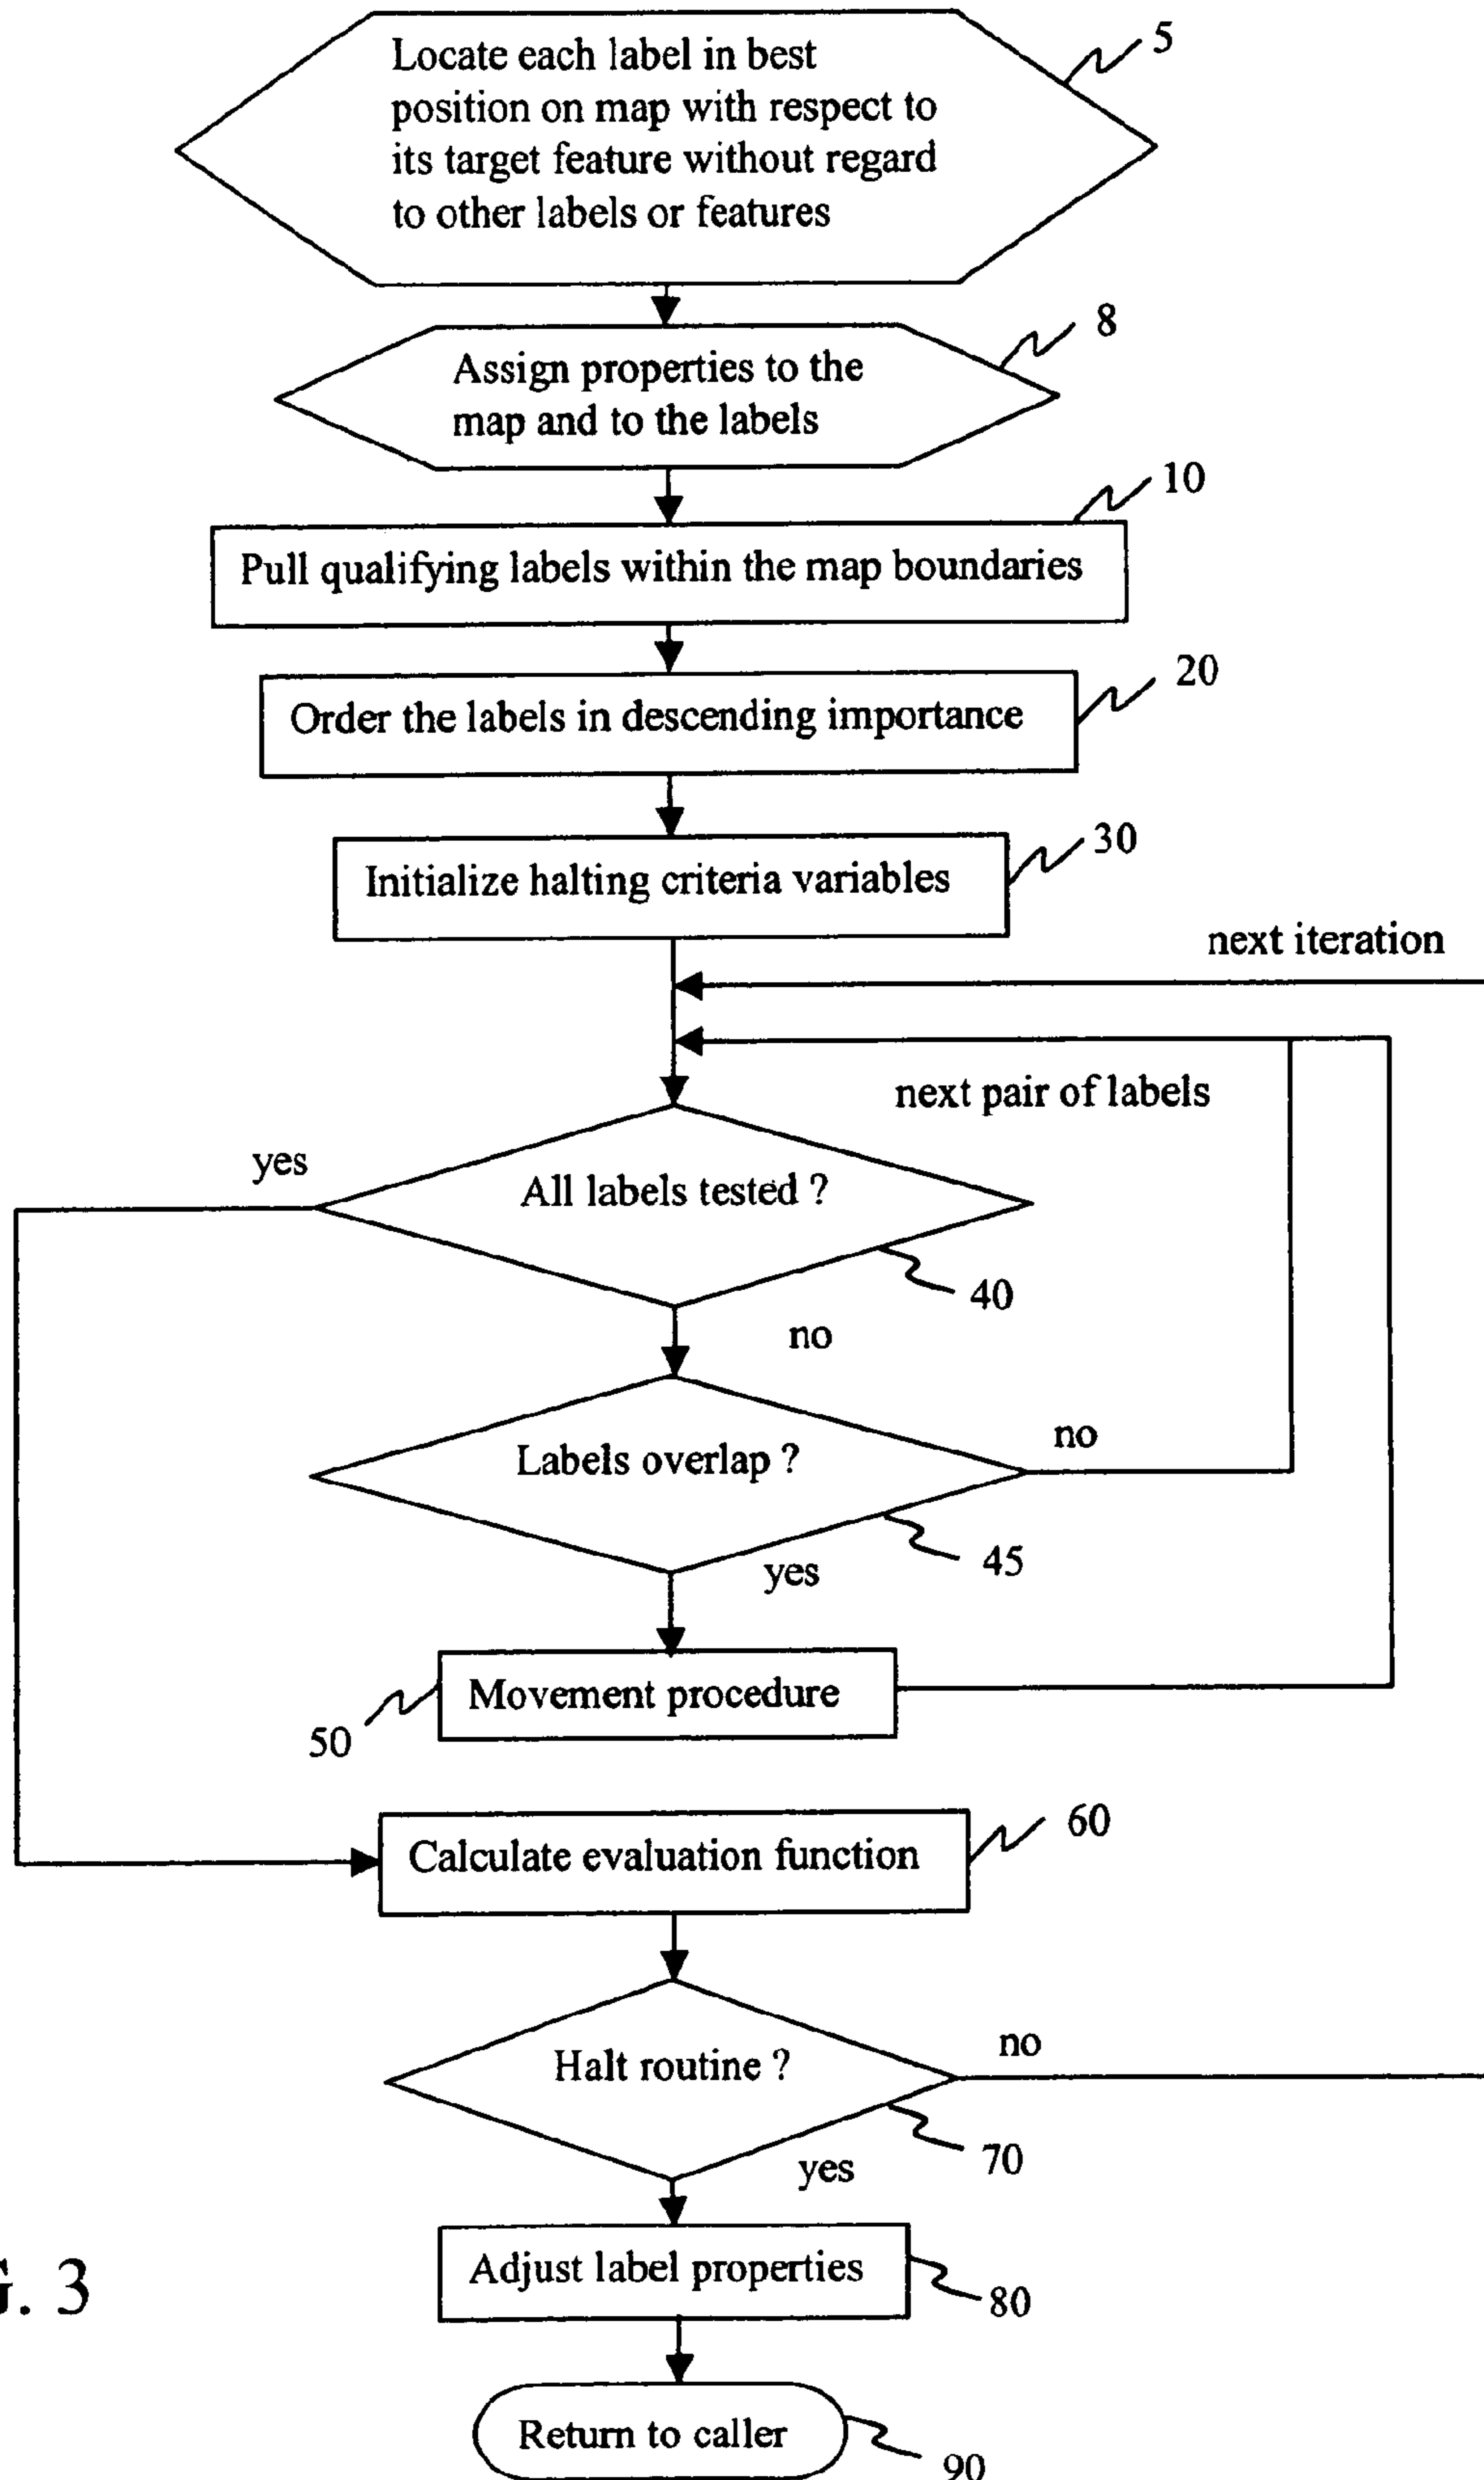 Locate each label in best
position on map with respect to
its target feature without regard
to other labels or features
5
Assign properties to the
map and to the labels
8
Pull qualifying labels within the map boundaries
10
Order the labels in descending importance
20
Initialize halting criteria variables
30
next iteration
next pair of labels
yes
All labels tested ?
40
no
Labels overlap ?
no
45
yes
Movement procedure
50
Calculate evaluation function
60
Halt routine ?
no
70
yes
Adjust label properties
80
G. 3
Return to caller
90